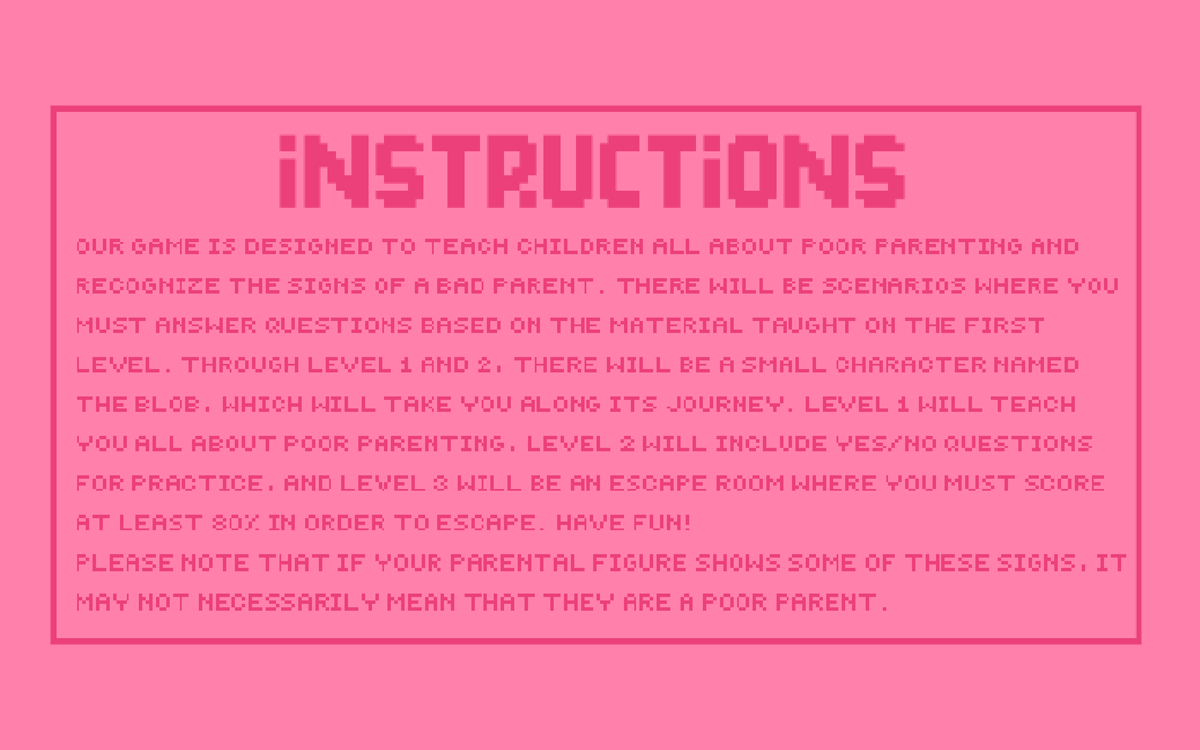 iNSTRUCTiONS
OUR GAME IS DESIGNED TO TEACH CHILDREN ALL ABOUT POOR PARENTING AND
RECOGNIZE THE SIGNS OF A BAD PARENT. THERE WILL BE SCENARIOS WHERE YOU
MUST ANSWER QUESTIONS BASED ON THE MATERIAL TAUGHT ON THE FIRST
LEVEL. THROUGH LEVEL 1 AND 2, THERE WILL BE A SMALL CHARACTER NAMED
THE BLOB, WHICH WILL TAKE YOU ALONG ITS JOURNEY. LEVEL 1 WILL TEACH
YOU ALL ABOUT POOR PARENTING, LEVEL 2 WILL INCLUDE YES/NO QUESTIONS
FOR PRACTICE, AND LEVEL 3 WILL BE AN ESCAPE ROOM WHERE YOU MUST SCORE
AT LEAST 80% IN ORDER TO ESCAPE. HAVE FUN!
PLEASE NOTE THAT IF YOUR PARENTAL FIGURE SHOWS SOME OF THESE SIGNS, IT
MAY NOT NECESSARILY MEAN THAT THEY ARE A POOR PARENT.